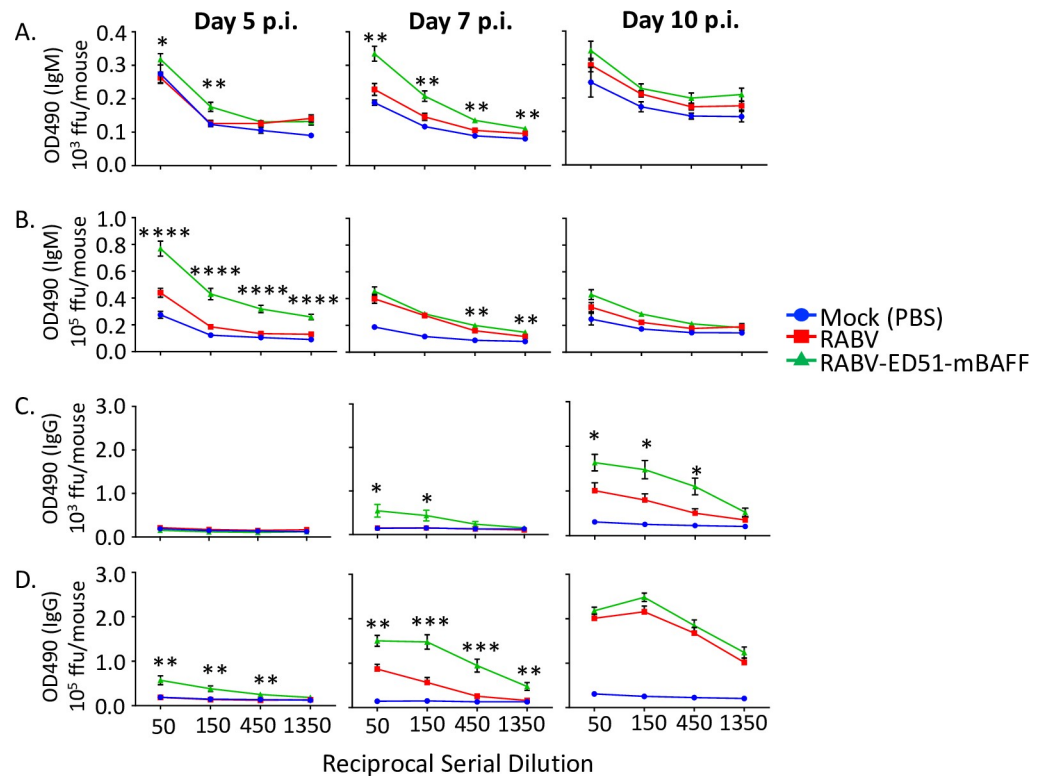 Day 5 p.i. Day 7 p.i. Day 10 p.i.
A.
OD490 (IgM)
10³ ffu/mouse
0.4
0.3
0.2
0.1
0.0
* **
** ** ** **
B.
OD490 (IgM)
10⁵ ffu/mouse
1.0
0.8
0.6
0.4
0.2
0.0
**** **** **** ****
** **
Mock (PBS)
RABV
RABV-ED51-mBAFF
C.
OD490 (IgG)
10³ ffu/mouse
3.0
2.0
1.0
0.0
* *
* * *
D.
OD490 (IgG)
10⁵ ffu/mouse
3.0
2.0
1.0
0.0
** ** **
** *** *** **
50 150 450 1350 50 150 450 1350 50 150 450 1350
Reciprocal Serial Dilution